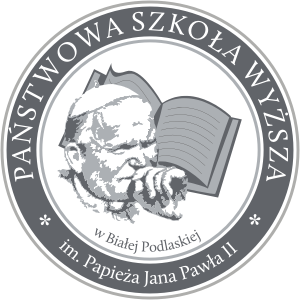 PAŃSTWOWA SZKOŁA WYŻSZA
w Białej Podlaskiej
* im. Papieża Jana Pawła II *